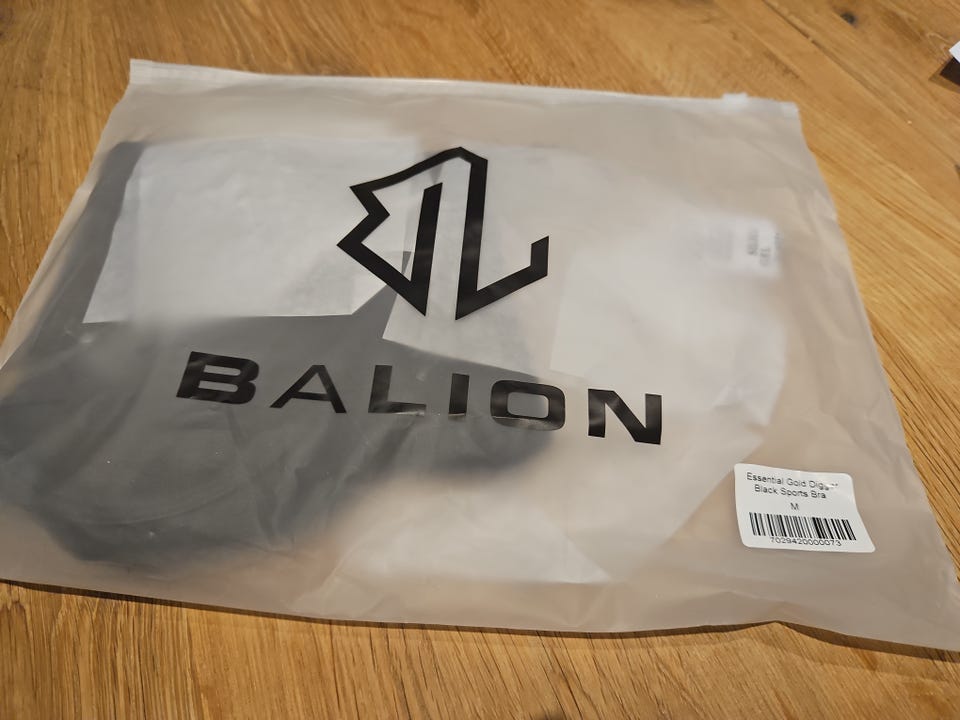 BALION
Essential Gold Digger
Black Sports Bra
M
7029420000073